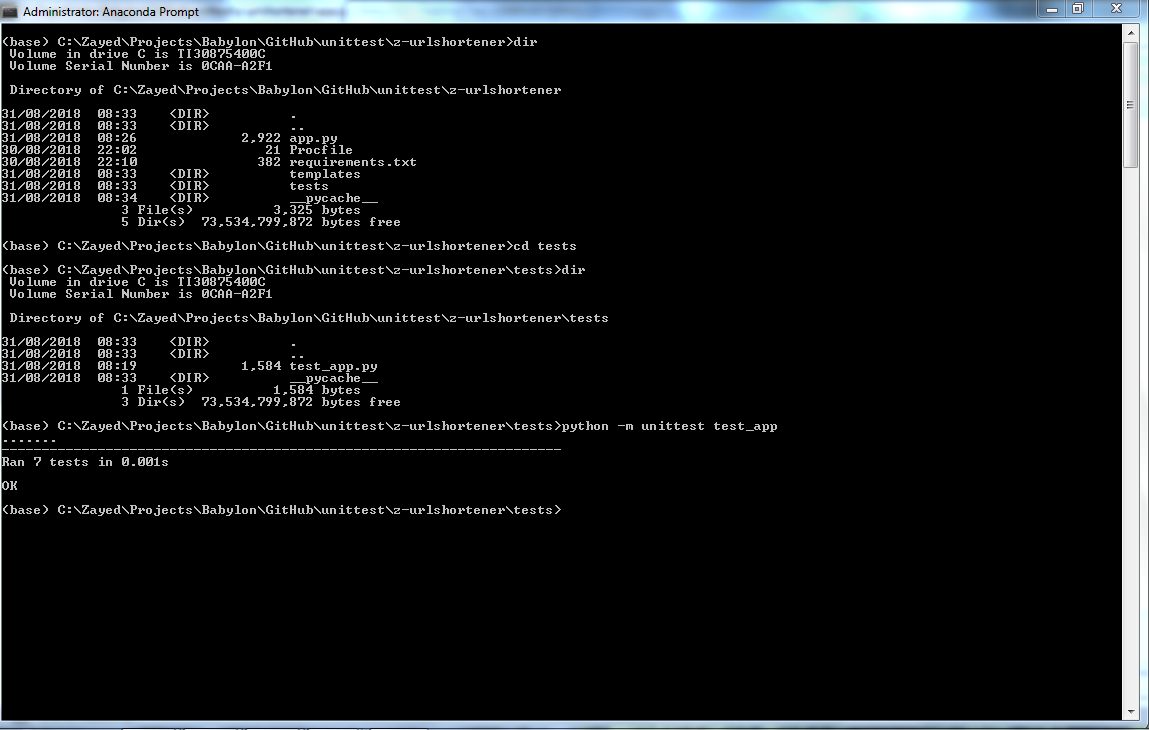 Administrator: Anaconda Prompt
(base) C:\Zayed\Projects\Babylon\GitHub\unittest\z-urlshortener>dir
 Volume in drive C is TI30875400C
 Volume Serial Number is 0CAA-A2F1

 Directory of C:\Zayed\Projects\Babylon\GitHub\unittest\z-urlshortener

31/08/2018  08:33    <DIR>          .
31/08/2018  08:33    <DIR>          ..
31/08/2018  08:26             2,922 app.py
30/08/2018  22:02                21 Procfile
30/08/2018  22:10               382 requirements.txt
31/08/2018  08:33    <DIR>          templates
31/08/2018  08:33    <DIR>          tests
31/08/2018  08:34    <DIR>          __pycache__
               3 File(s)          3,325 bytes
               5 Dir(s)  73,534,799,872 bytes free

(base) C:\Zayed\Projects\Babylon\GitHub\unittest\z-urlshortener>cd tests

(base) C:\Zayed\Projects\Babylon\GitHub\unittest\z-urlshortener\tests>dir
 Volume in drive C is TI30875400C
 Volume Serial Number is 0CAA-A2F1

 Directory of C:\Zayed\Projects\Babylon\GitHub\unittest\z-urlshortener\tests

31/08/2018  08:33    <DIR>          .
31/08/2018  08:33    <DIR>          ..
31/08/2018  08:19             1,584 test_app.py
31/08/2018  08:33    <DIR>          __pycache__
               1 File(s)          1,584 bytes
               3 Dir(s)  73,534,799,872 bytes free

(base) C:\Zayed\Projects\Babylon\GitHub\unittest\z-urlshortener\tests>python -m unittest test_app
.......
----------------------------------------------------------------------
Ran 7 tests in 0.001s

OK

(base) C:\Zayed\Projects\Babylon\GitHub\unittest\z-urlshortener\tests>